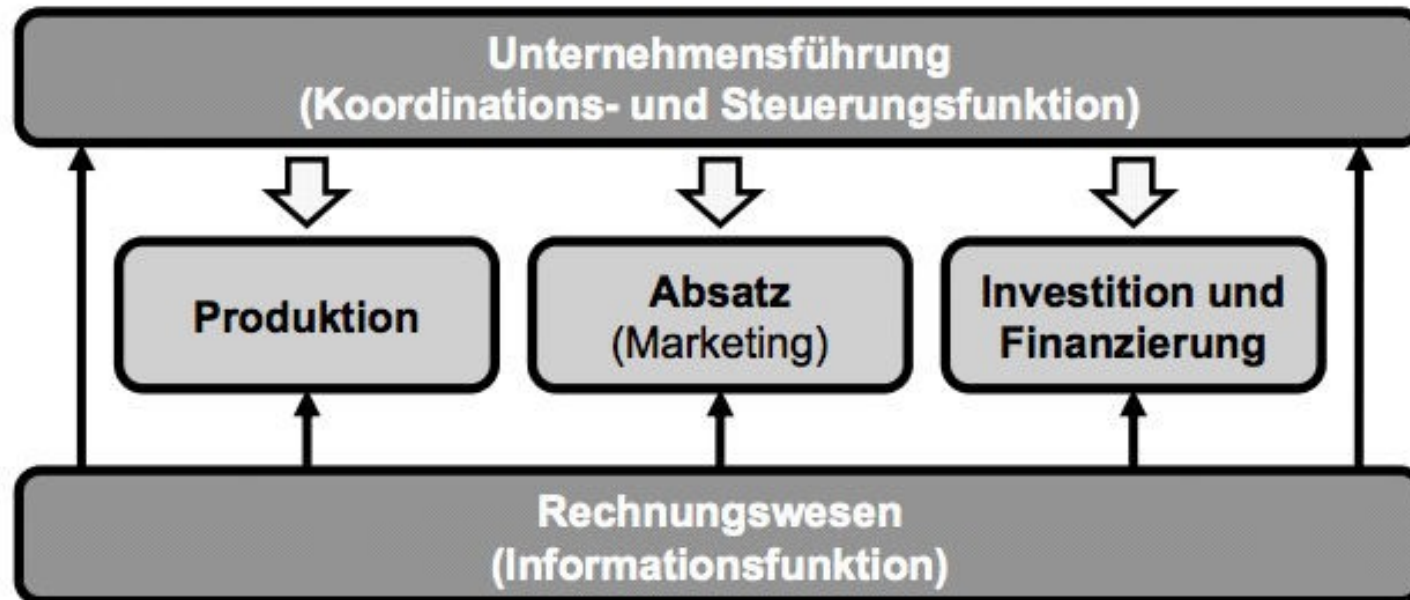 Unternehmensführung
(Koordinations- und Steuerungsfunktion)
Produktion
Absatz
(Marketing)
Investition und
Finanzierung
Rechnungswesen
(Informationsfunktion)